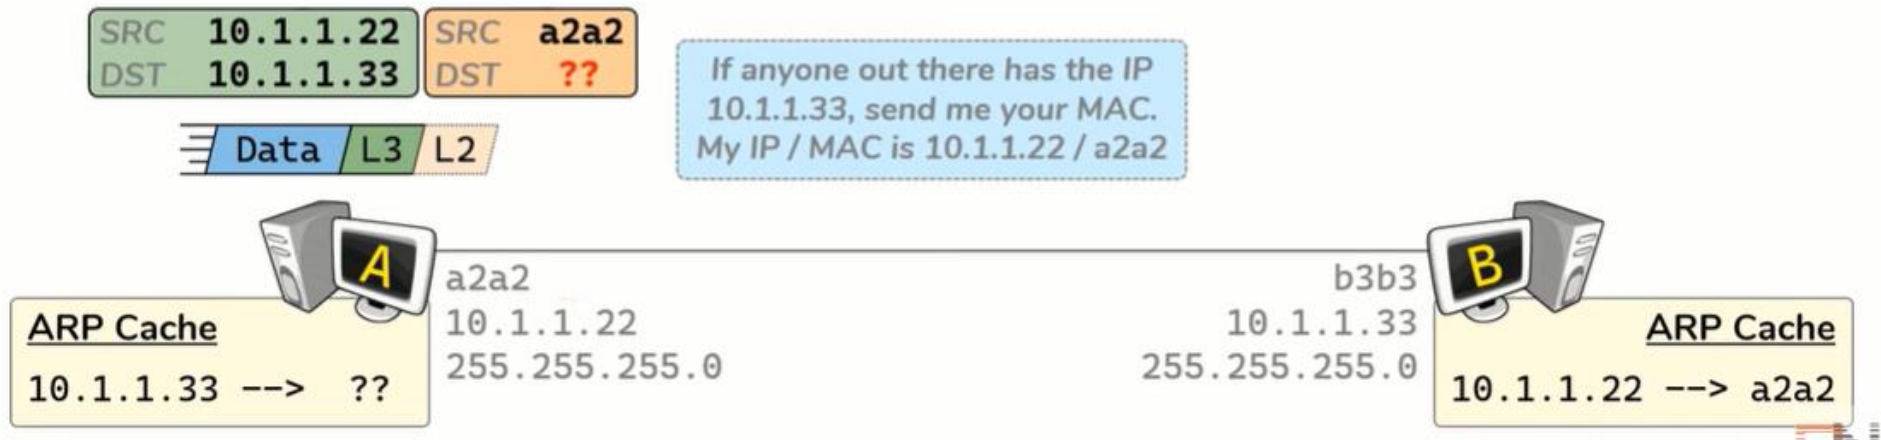 SRC 10.1.1.22 SRC a2a2
DST 10.1.1.33 DST ??
If anyone out there has the IP
10.1.1.33, send me your MAC.
My IP / MAC is 10.1.1.22 / a2a2
Data L3 L2
A
B
a2a2
10.1.1.22
255.255.255.0
b3b3
10.1.1.33
255.255.255.0
ARP Cache
10.1.1.33 --> ??
ARP Cache
10.1.1.22 --> a2a2